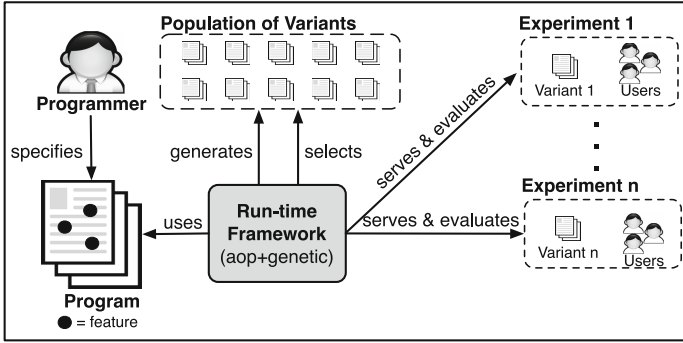 Population of Variants
Experiment 1
Programmer
Variant 1
Users
specifies
generates
selects
serves & evaluates
Experiment n
Run-time
Framework
(aop+genetic)
uses
serves & evaluates
Variant n
Users
Program
= feature